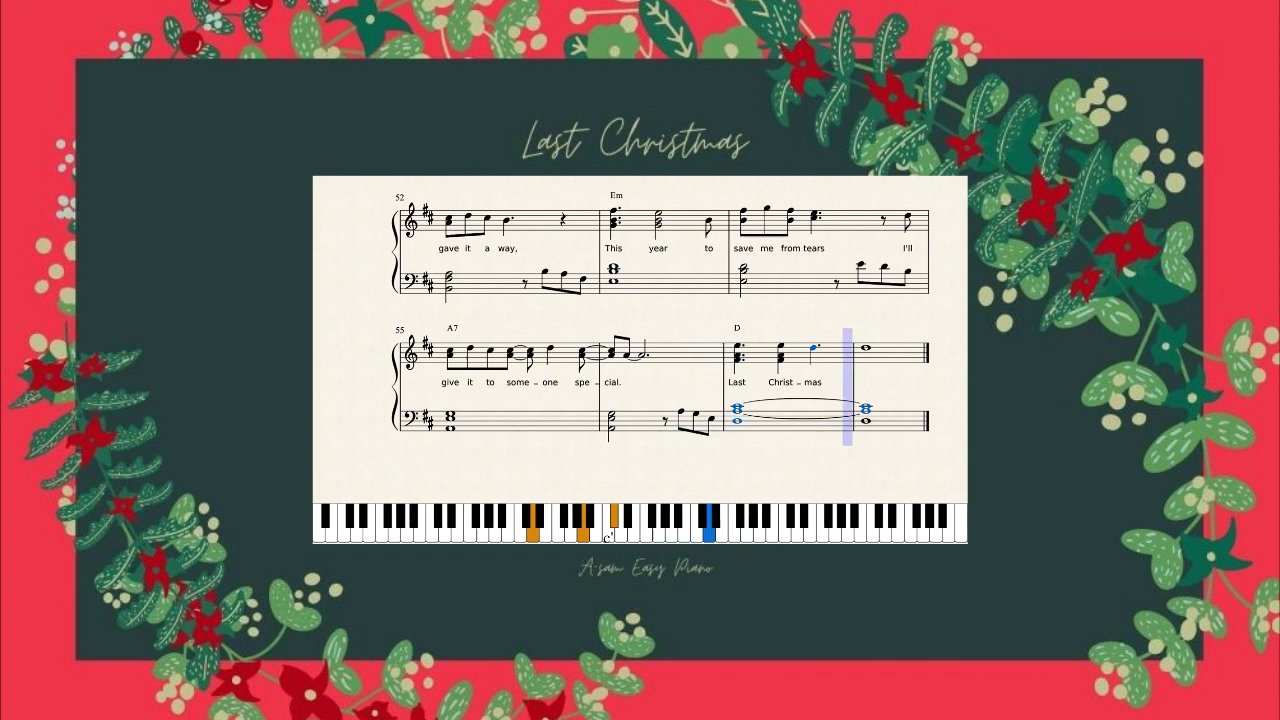 Last Christmas
52
Em
gave it a way, This year to save me from tears I'll
55
A7 D
give it to some - one spe - cial. Last Christ - mas
c'
A-sam Easy Piano